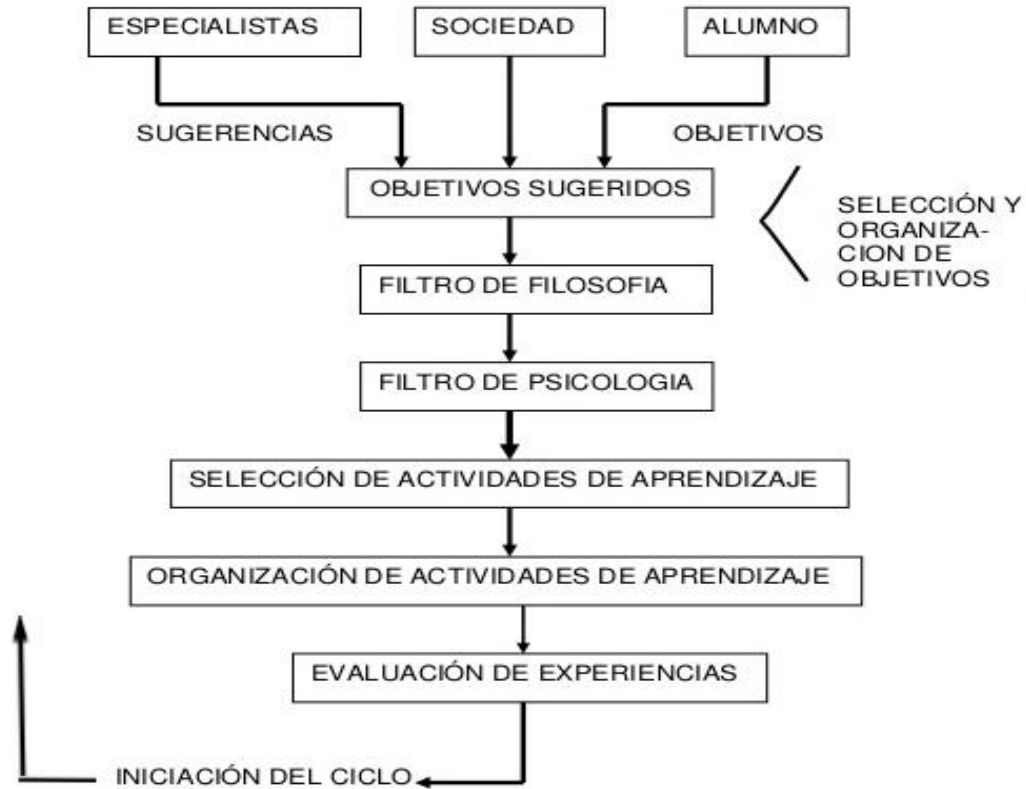 ESPECIALISTAS
SOCIEDAD
ALUMNO
SUGERENCIAS
OBJETIVOS
OBJETIVOS SUGERIDOS
SELECCIÓN Y
ORGANIZA-
CION DE
OBJETIVOS
FILTRO DE FILOSOFIA
FILTRO DE PSICOLOGIA
SELECCIÓN DE ACTIVIDADES DE APRENDIZAJE
ORGANIZACIÓN DE ACTIVIDADES DE APRENDIZAJE
EVALUACIÓN DE EXPERIENCIAS
INICIACIÓN DEL CICLO